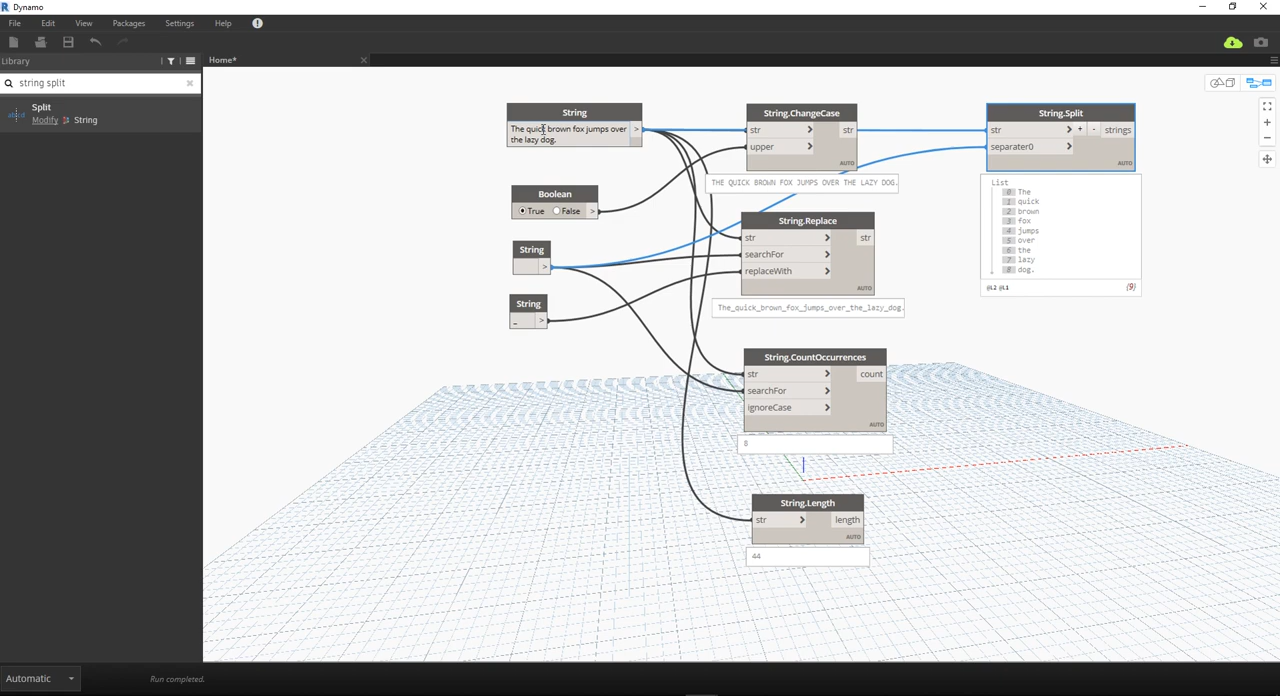 Dynamo
File Edit View Packages Settings Help !
Library
Home*
string split
Split
Modify String
String
The quick brown fox jumps over
the lazy dog.
>
Boolean
True False >
String
>
String
_ >
String.ChangeCase
str > str
upper >
AUTO
THE QUICK BROWN FOX JUMPS OVER THE LAZY DOG.
String.Replace
str > str
searchFor >
replaceWith >
AUTO
The_quick_brown_fox_jumps_over_the_lazy_dog.
String.CountOccurrences
str > count
searchFor >
ignoreCase >
AUTO
8
String.Length
str > length
AUTO
44
String.Split
str > + - strings
separater0 >
AUTO
List
0 The
1 quick
2 brown
3 fox
4 jumps
5 over
6 the
7 lazy
8 dog.
@L2 @L1 {9}
Automatic
Run completed.